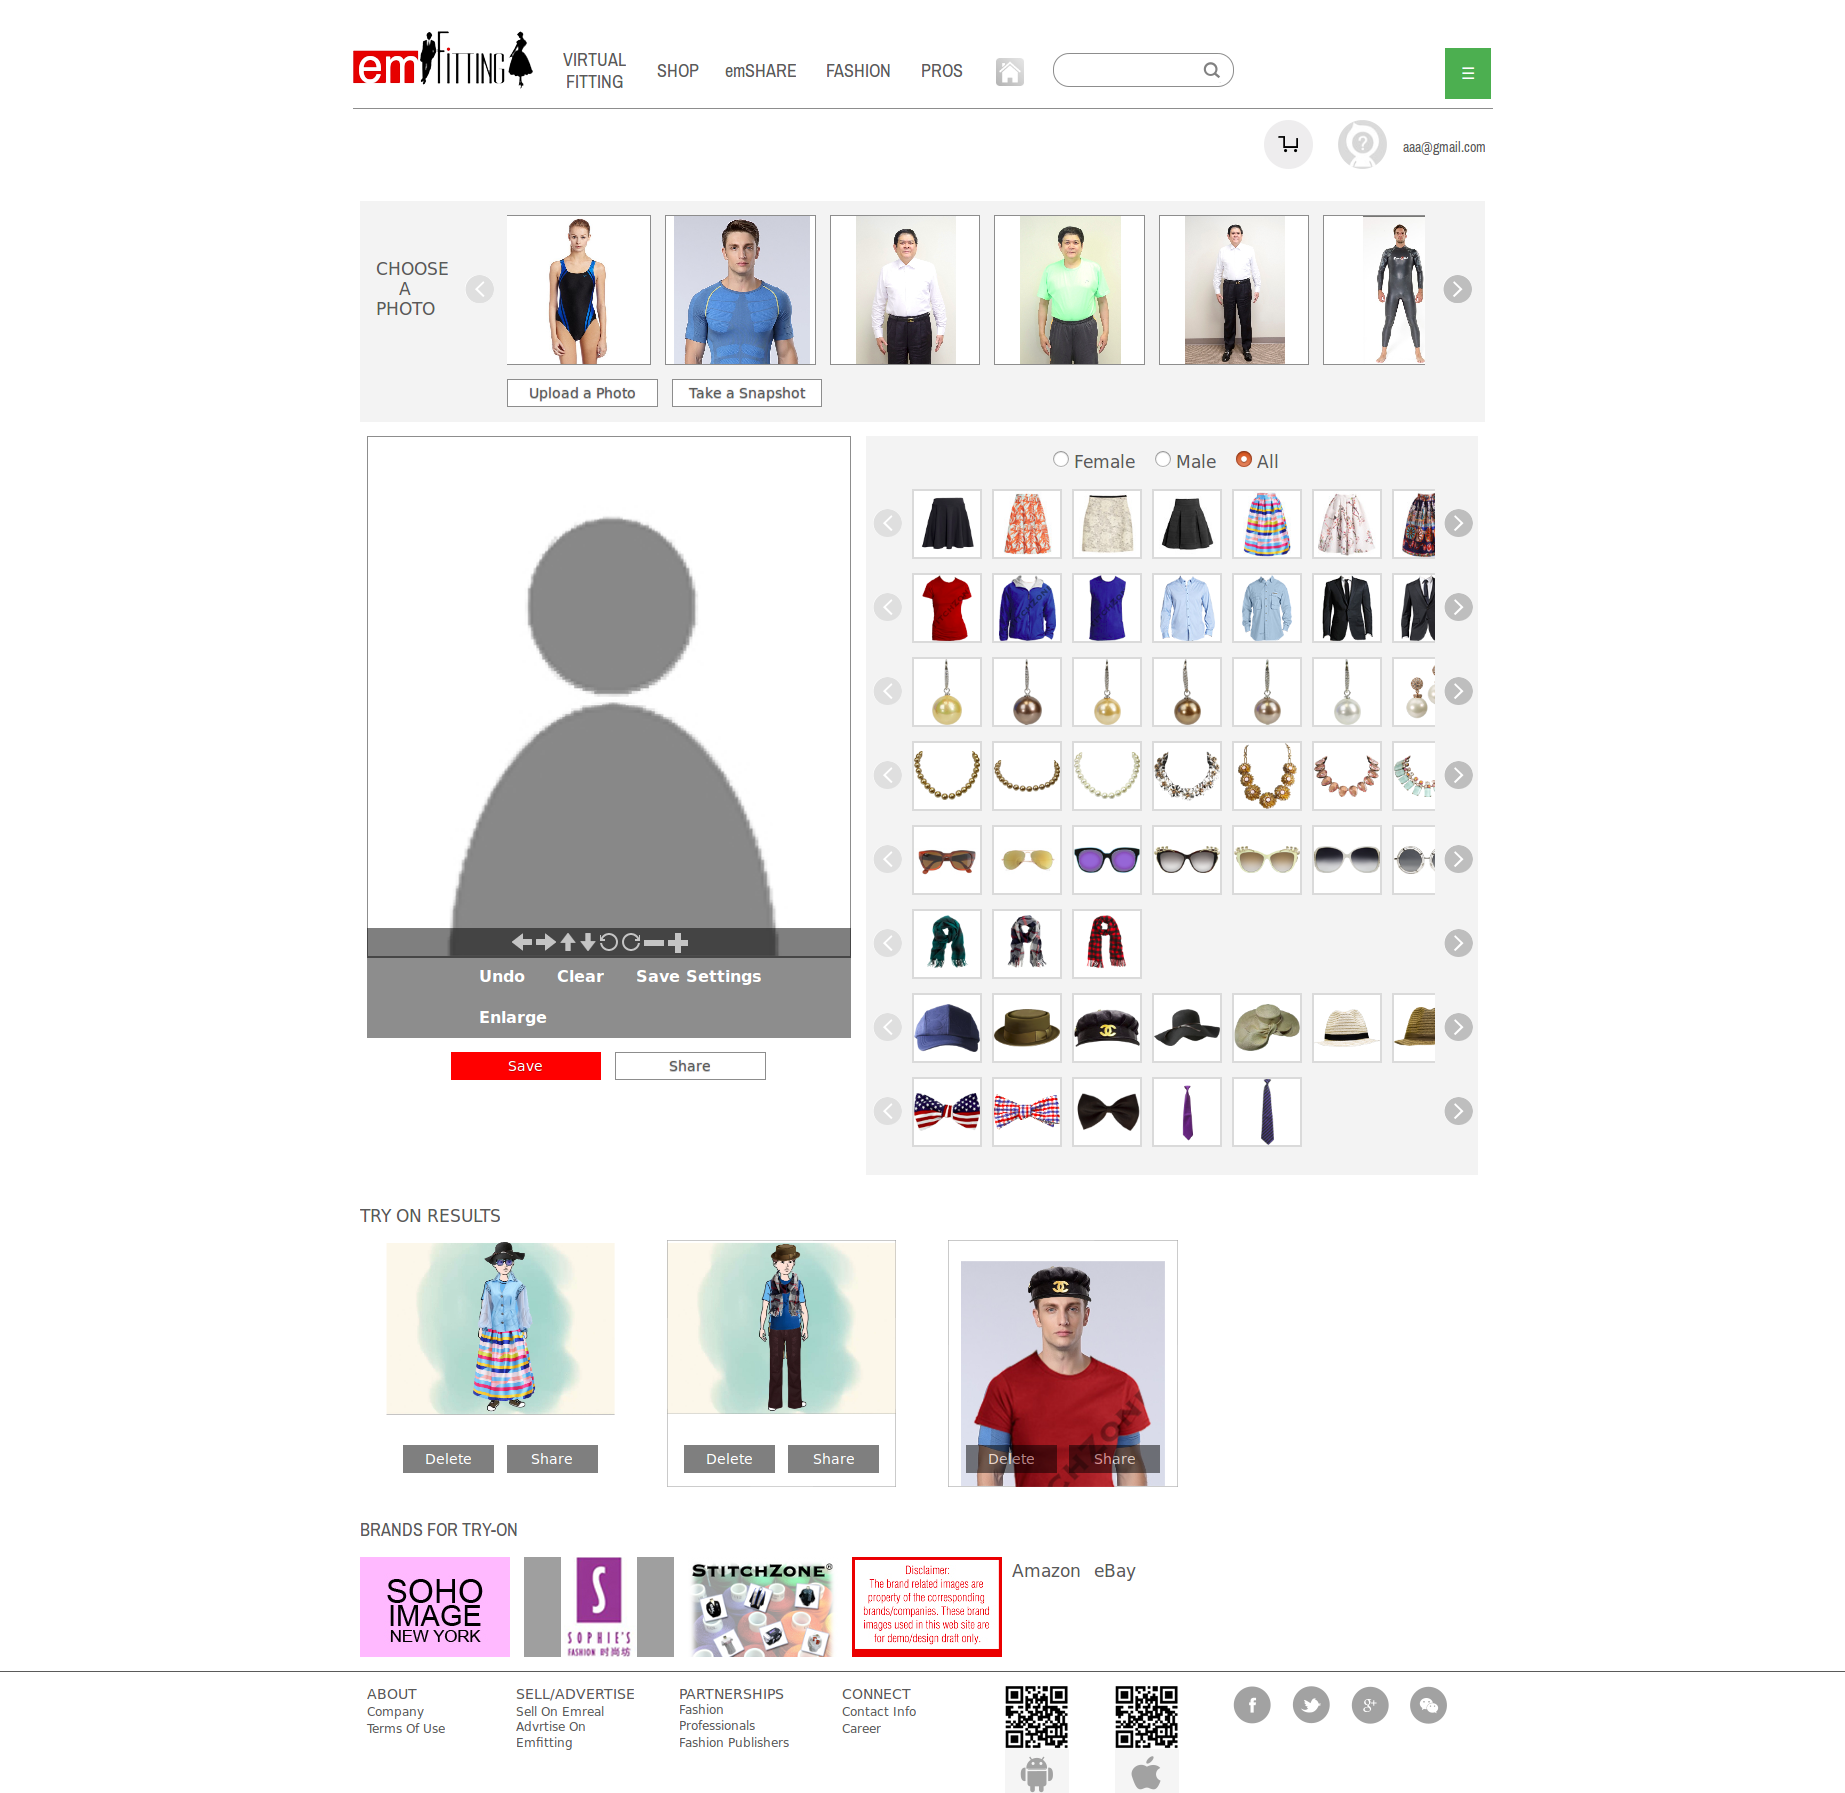 em FITTING
VIRTUAL
FITTING
SHOP
emSHARE
FASHION
PROS
aaa@gmail.com
CHOOSE
A
PHOTO
Upload a Photo
Take a Snapshot
Female
Male
All
Undo
Clear
Save Settings
Enlarge
Save
Share
TRY ON RESULTS
Delete
Share
Delete
Share
Delete
Share
BRANDS FOR TRY-ON
SOHO
IMAGE
NEW YORK
S
SOPHIE'S
FASHION 时尚坊
STITCHZONE®
Disclaimer:
The brand related images are
property of the corresponding
brands/companies. These brand
images used in this web site are
for demo/design draft only.
Amazon
eBay
ABOUT
Company
Terms Of Use
SELL/ADVERTISE
Sell On Emreal
Advrtise On
Emfitting
PARTNERSHIPS
Fashion
Professionals
Fashion Publishers
CONNECT
Contact Info
Career